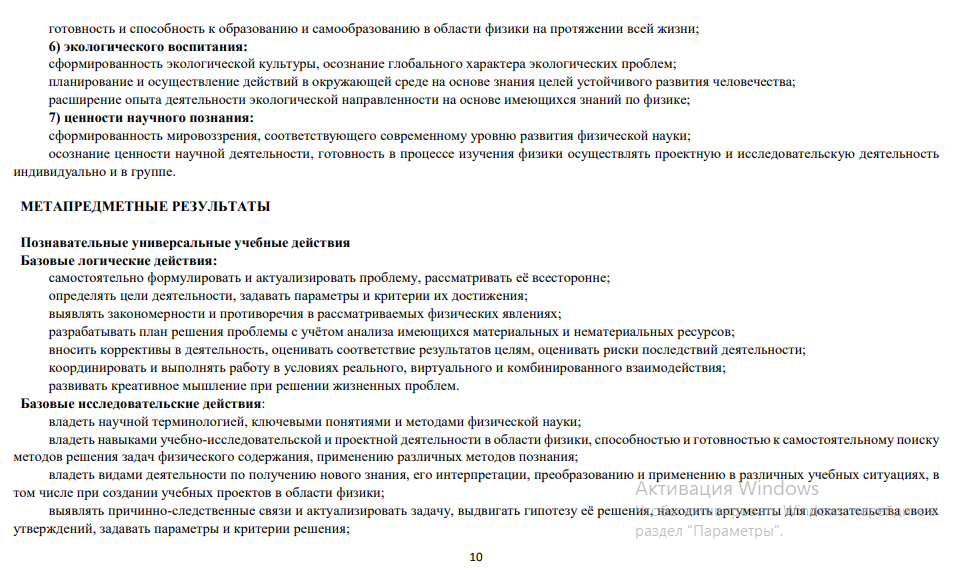 готовность и способность к образованию и самообразованию в области физики на протяжении всей жизни;
6) экологического воспитания:
сформированность экологической культуры, осознание глобального характера экологических проблем;
планирование и осуществление действий в окружающей среде на основе знания целей устойчивого развития человечества;
расширение опыта деятельности экологической направленности на основе имеющихся знаний по физике;
7) ценности научного познания:
сформированность мировоззрения, соответствующего современному уровню развития физической науки;
осознание ценности научной деятельности, готовность в процессе изучения физики осуществлять проектную и исследовательскую деятельность
индивидуально и в группе.
МЕТАПРЕДМЕТНЫЕ РЕЗУЛЬТАТЫ
Познавательные универсальные учебные действия
Базовые логические действия:
самостоятельно формулировать и актуализировать проблему, рассматривать её всесторонне;
определять цели деятельности, задавать параметры и критерии их достижения;
выявлять закономерности и противоречия в рассматриваемых физических явлениях;
разрабатывать план решения проблемы с учётом анализа имеющихся материальных и нематериальных ресурсов;
вносить коррективы в деятельность, оценивать соответствие результатов целям, оценивать риски последствий деятельности;
координировать и выполнять работу в условиях реального, виртуального и комбинированного взаимодействия;
развивать креативное мышление при решении жизненных проблем.
Базовые исследовательские действия:
владеть научной терминологией, ключевыми понятиями и методами физической науки;
владеть навыками учебно-исследовательской и проектной деятельности в области физики, способностью и готовностью к самостоятельному поиску
методов решения задач физического содержания, применению различных методов познания;
владеть видами деятельности по получению нового знания, его интерпретации, преобразованию и применению в различных учебных ситуациях, в
том числе при создании учебных проектов в области физики;
Активация Windows
выявлять причинно-следственные связи и актуализировать задачу, выдвигать гипотезу её решения, находить аргументы для доказательства своих
утверждений, задавать параметры и критерии решения;
раздел "Параметры".
10